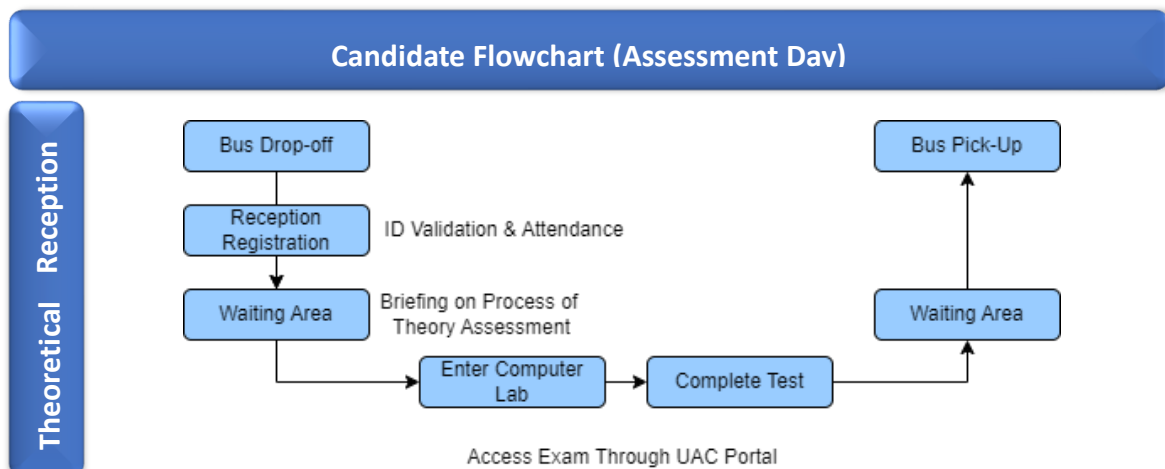 Candidate Flowchart (Assessment Day)
Theoretical Reception
Bus Drop-off
Bus Pick-Up
Reception
Registration
ID Validation & Attendance
Waiting Area
Briefing on Process of
Theory Assessment
Waiting Area
Enter Computer
Lab
Complete Test
Access Exam Through UAC Portal